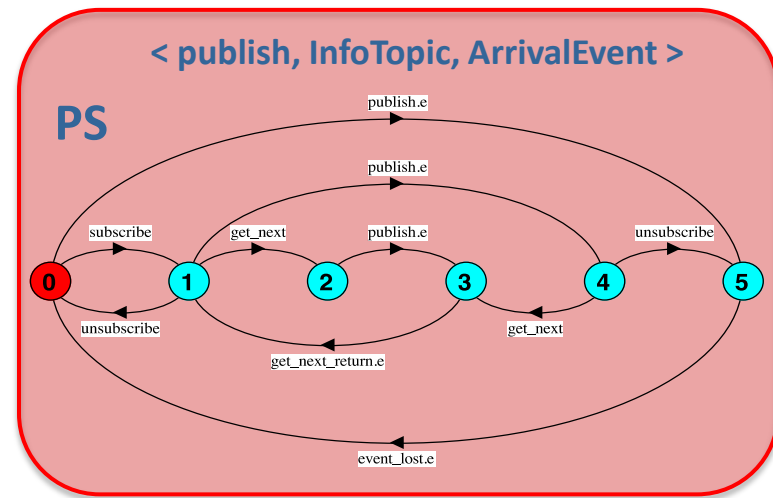 < publish, InfoTopic, ArrivalEvent >
PS
publish.e
publish.e
subscribe
get_next
publish.e
unsubscribe
0
1
2
3
4
5
unsubscribe
get_next
get_next_return.e
event_lost.e